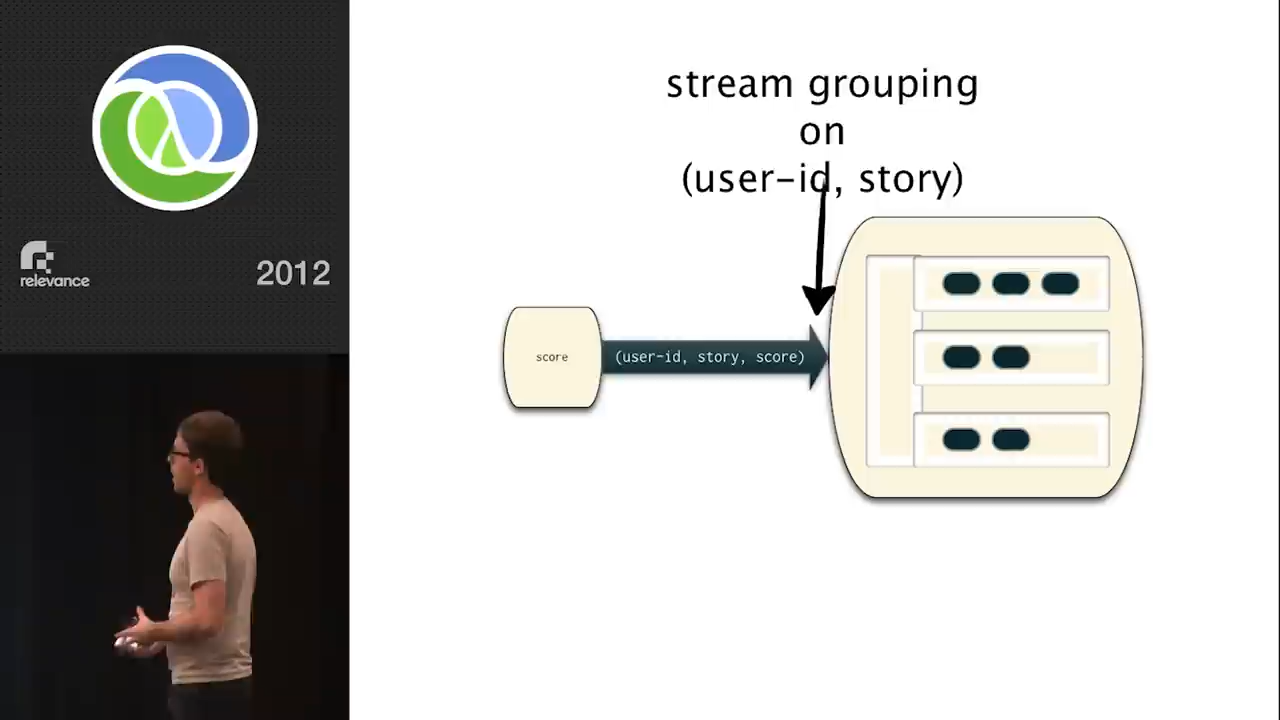 relevance
2012
stream grouping
on
(user-id, story)
score
(user-id, story, score)